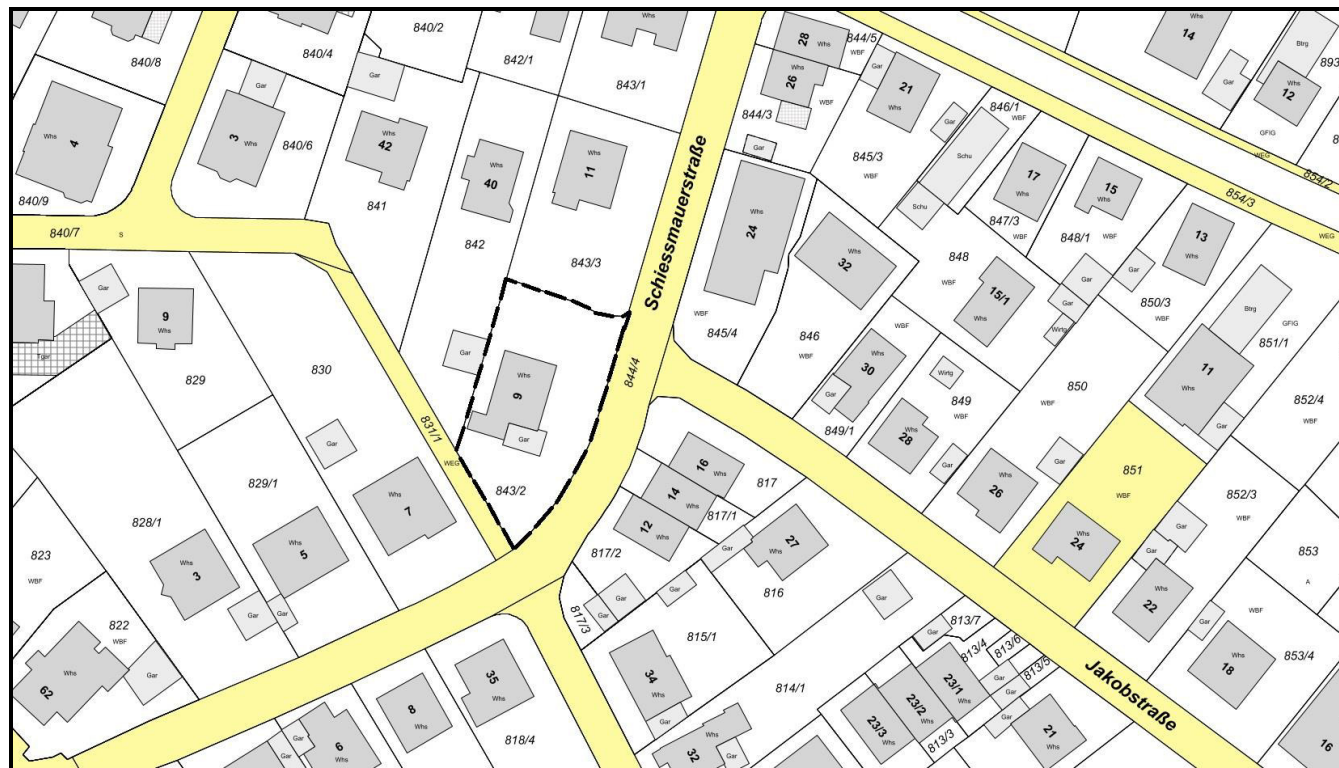 840/8
840/4
840/2
842/1
843/1
28
Whs
844/5
WBF
14
Whs
Btrg
893
Gar
Gar
Whs
26
WBF
Gar
21
Whs
Gar
Whs
12
4
Whs
3
Whs
840/6
Whs
42
841
Whs
40
Whs
11
844/3
Gar
845/3
WBF
Gar
846/1
WBF
Schu
Schu
GFIG
WEG
854/2
854/3
WEG
17
Whs
847/3
WBF
15
Whs
848/1
WBF
13
Whs
840/9
840/7
S
842
843/3
Schiessmauerstraße
Whs
24
Whs
32
848
WBF
15/1
Whs
Gar
Gar
Wirtg
850/3
WBF
Btrg
GFIG
851/1
Gar
9
Whs
Tgar
829
830
Gar
Whs
9
Gar
844/4
WBF
845/4
846
WBF
WBF
Whs
30
Gar
849/1
Wirtg
849
WBF
Whs
28
Gar
850
WBF
11
Whs
Gar
852/4
WBF
831/1
WEG
843/2
Gar
829/1
Whs
7
16
Whs
14
Whs
12
Whs
817
817/1
817/2
Gar
27
Whs
Whs
26
Gar
851
WBF
Whs
24
852/3
WBF
Gar
Gar
853
A
828/1
823
WBF
Whs
3
Whs
5
Gar
Gar
822
WBF
Whs
62
Gar
817/3
Gar
Gar
Gar
816
Gar
815/1
Whs
22
Gar
WBF
Whs
18
853/4
813/7
Gar
813/4
813/6
813/5
Gar
Gar
Gar
Jakobstraße
35
Whs
8
Whs
Gar
Gar
6
Whs
818/4
Whs
34
Gar
814/1
Whs
32
Gar
23/1
Whs
23/2
Whs
23/3
Whs
813/3
21
Whs
16